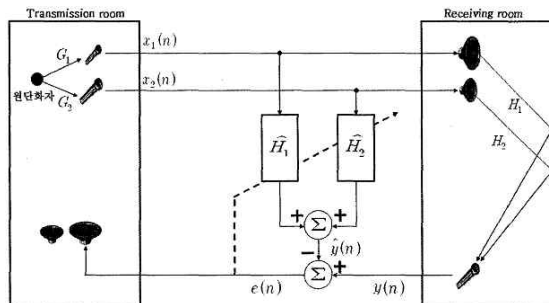 Transmission room
Receiving room
x₁(n)
G₁
x₂(n)
원단화자
G₂
H₁
H₂
Ĥ₁
Ĥ₂
+ Σ +
− ŷ(n)
Σ +
e(n)
y(n)